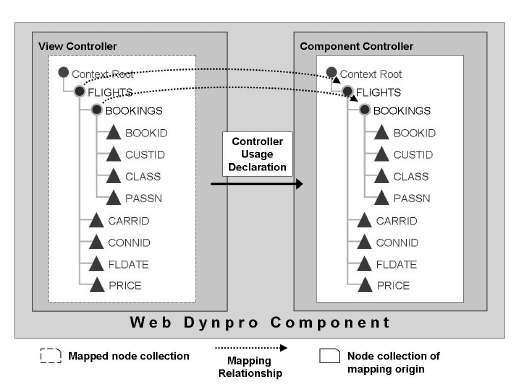 View Controller
Context Root
FLIGHTS
BOOKINGS
BOOKID
CUSTID
CLASS
PASSN
CARRID
CONNID
FLDATE
PRICE
Controller
Usage
Declaration
Component Controller
Context Root
FLIGHTS
BOOKINGS
BOOKID
CUSTID
CLASS
PASSN
CARRID
CONNID
FLDATE
PRICE
Web Dynpro Component
Mapped node collection
Mapping
Relationship
Node collection of
mapping origin